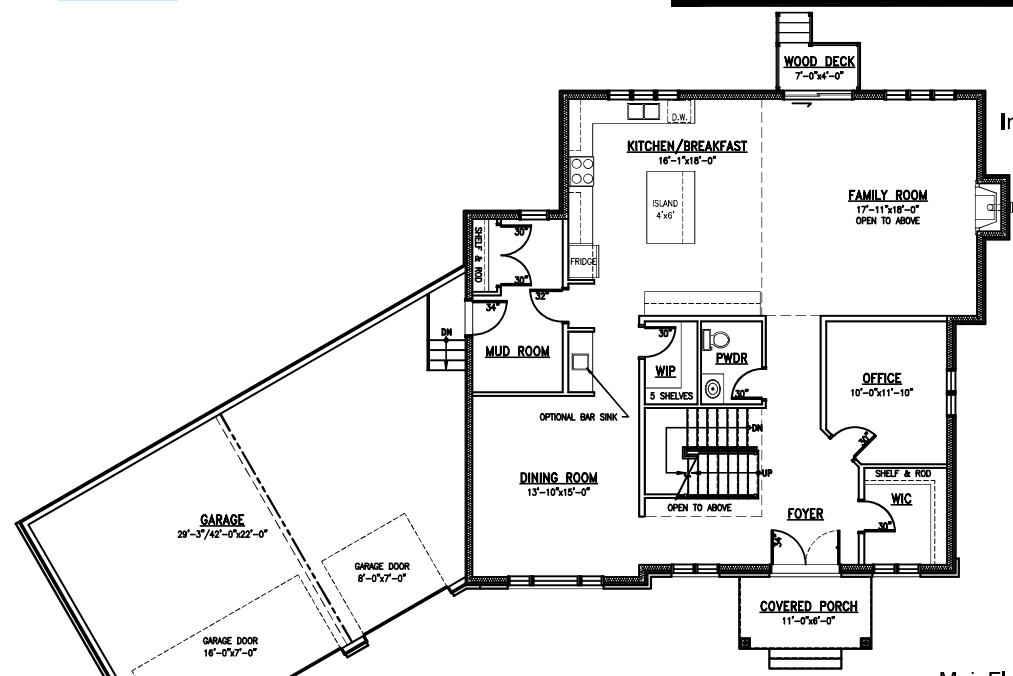 WOOD DECK
7'-0"x4'-0"
D.W.
KITCHEN/BREAKFAST
16'-1"x18'-0"
ISLAND
4'x6'
FAMILY ROOM
17'-11"x18'-0"
OPEN TO ABOVE
SHELF & ROD
30"
30"
FRIDGE
32"
34"
DN
MUD ROOM
30"
WIP
5 SHELVES
PWDR
30"
OFFICE
10'-0"x11'-10"
OPTIONAL BAR SINK
DN
30"
DINING ROOM
13'-10"x15'-0"
UP
OPEN TO ABOVE
SHELF & ROD
WIC
30"
FOYER
34"
GARAGE
29'-3"/42'-0"x22'-0"
GARAGE DOOR
8'-0"x7'-0"
GARAGE DOOR
16'-0"x7'-0"
COVERED PORCH
11'-0"x6'-0"